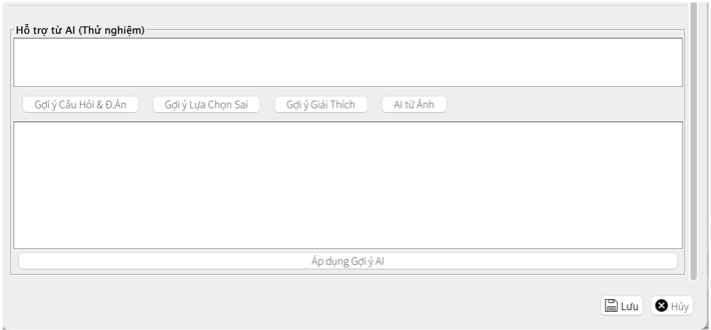 Hỗ trợ từ AI (Thử nghiệm)
Gợi ý Câu Hỏi & Đ.Án Gợi ý Lựa Chọn Sai Gợi ý Giải Thích AI từ Ảnh
Áp dụng Gợi ý AI
Lưu Hủy